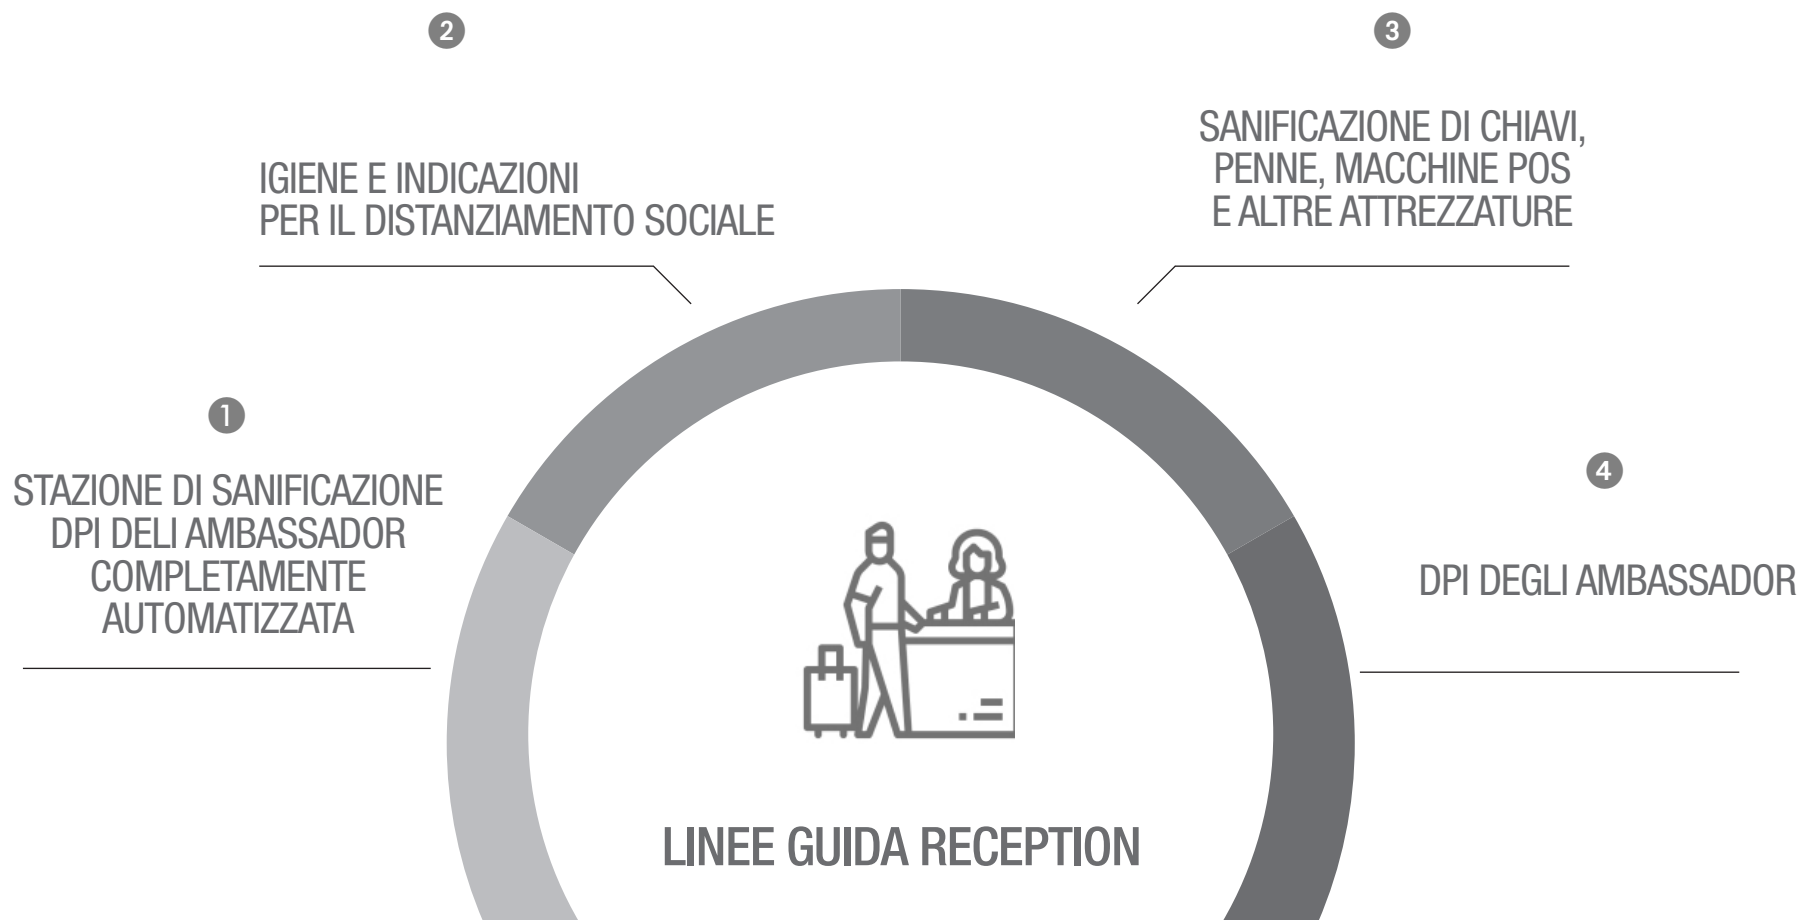 1
STAZIONE DI SANIFICAZIONE
DPI DELI AMBASSADOR
COMPLETAMENTE
AUTOMATIZZATA
2
IGIENE E INDICAZIONI
PER IL DISTANZIAMENTO SOCIALE
3
SANIFICAZIONE DI CHIAVI,
PENNE, MACCHINE POS
E ALTRE ATTREZZATURE
4
DPI DEGLI AMBASSADOR
LINEE GUIDA RECEPTION